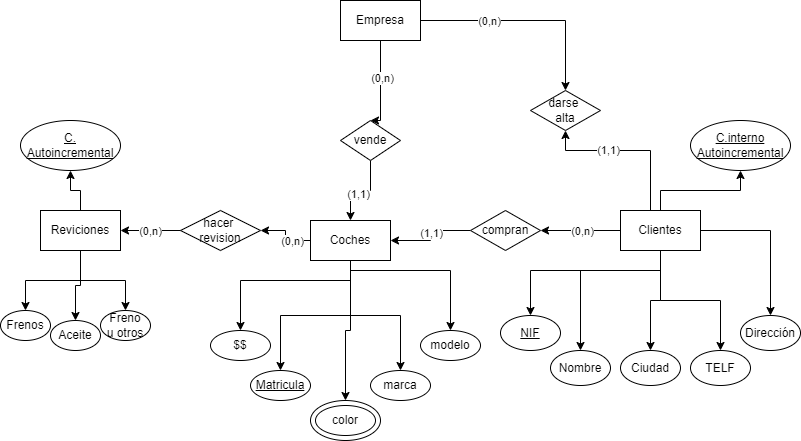 Empresa
(0,n)
(0,n)
darse
alta
vende
C.
Autoincremental
C.interno
Autoincremental
(1,1)
(1,1)
Reviciones
(0,n)
hacer
revision
(0,n)
Coches
(1,1)
compran
(0,n)
Clientes
Frenos
Aceite
Freno
u otros
$$
Matricula
color
marca
modelo
NIF
Nombre
Ciudad
TELF
Dirección